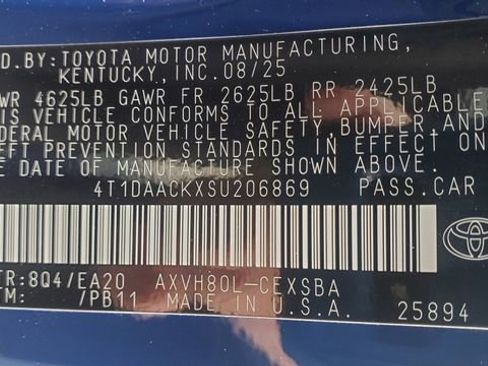 D.BY:TOYOTA MOTOR MANUFACTURING,
KENTUCKY,INC.08/25
WR 4625LB GAWR FR 2625LB RR 2425LB
IS VEHICLE CONFORMS TO ALL APPLICABLE
DERAL MOTOR VEHICLE SAFETY,BUMPER,AND
EFT PREVENTION STANDARDS IN EFFECT ON
E DATE OF MANUFACTURE SHOWN ABOVE.
4T1DAACKXSU206869 PASS.CAR
TR:8Q4/EA20 AXVH80L-CEXSBA
TM: /PB11 MADE IN U.S.A. 25894